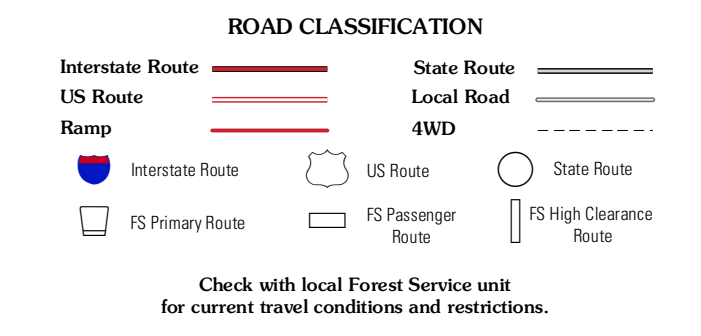 ROAD CLASSIFICATION
Interstate Route
State Route
US Route
Local Road
Ramp
4WD
Interstate Route
US Route
State Route
FS Primary Route
FS Passenger
Route
FS High Clearance
Route
Check with local Forest Service unit
for current travel conditions and restrictions.